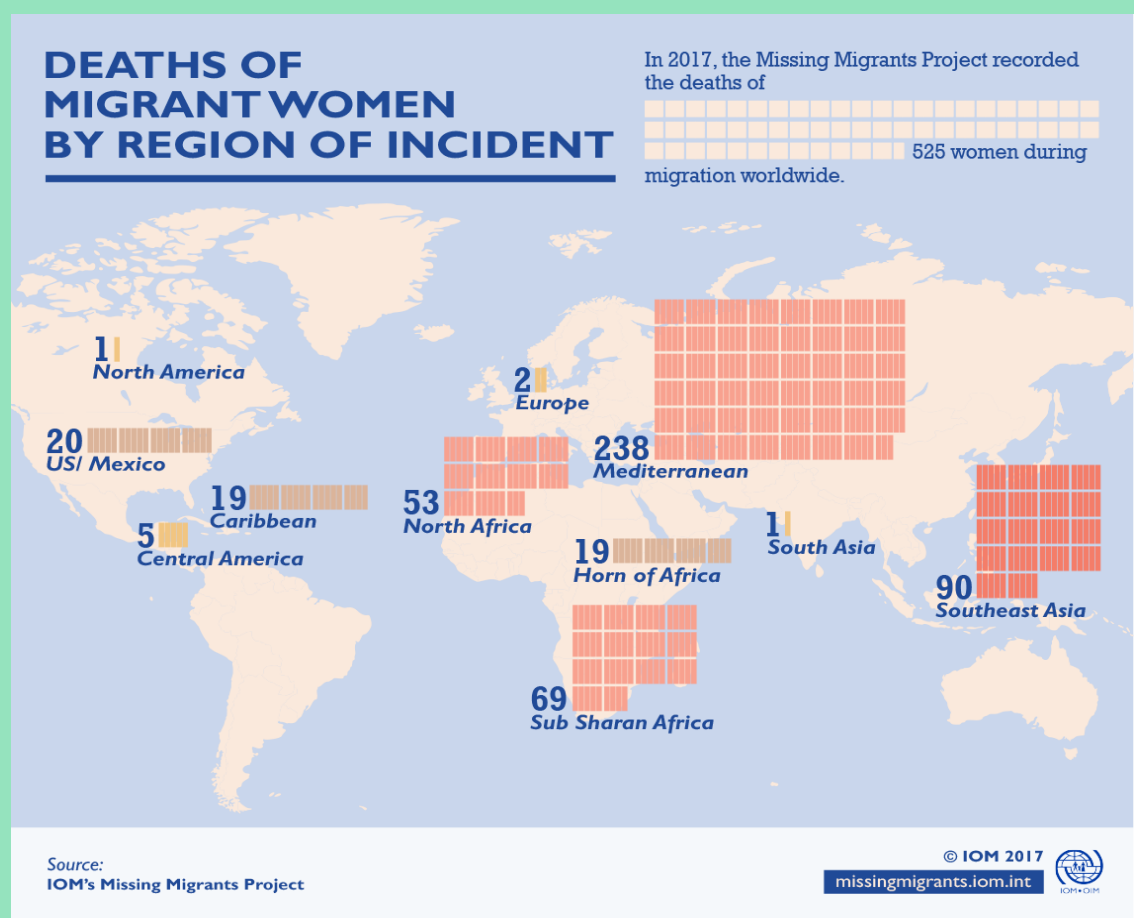 DEATHS OF
MIGRANT WOMEN
BY REGION OF INCIDENT
In 2017, the Missing Migrants Project recorded
the deaths of
525 women during
migration worldwide.
1
North America
20
US/ Mexico
19
Caribbean
5
Central America
2
Europe
238
Mediterranean
53
North Africa
19
Horn of Africa
1
South Asia
90
Southeast Asia
69
Sub Sharan Africa
Source:
IOM's Missing Migrants Project
© IOM 2017
missingmigrants.iom.int
IOM•OIM